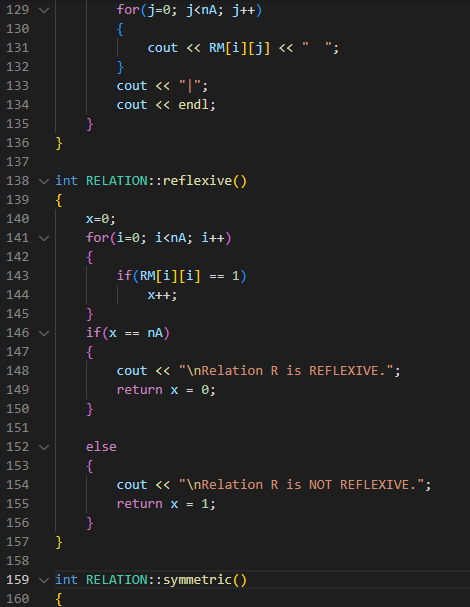 129 for(j=0; j<nA; j++)
130 {
131 cout << RM[i][j] << "  ";
132 }
133 cout << "|";
134 cout << endl;
135 }
136 }
137
138 int RELATION::reflexive()
139 {
140 x=0;
141 for(i=0; i<nA; i++)
142 {
143 if(RM[i][i] == 1)
144 x++;
145 }
146 if(x == nA)
147 {
148 cout << "\nRelation R is REFLEXIVE.";
149 return x = 0;
150 }
151
152 else
153 {
154 cout << "\nRelation R is NOT REFLEXIVE.";
155 return x = 1;
156 }
157 }
158
159 int RELATION::symmetric()
160 {